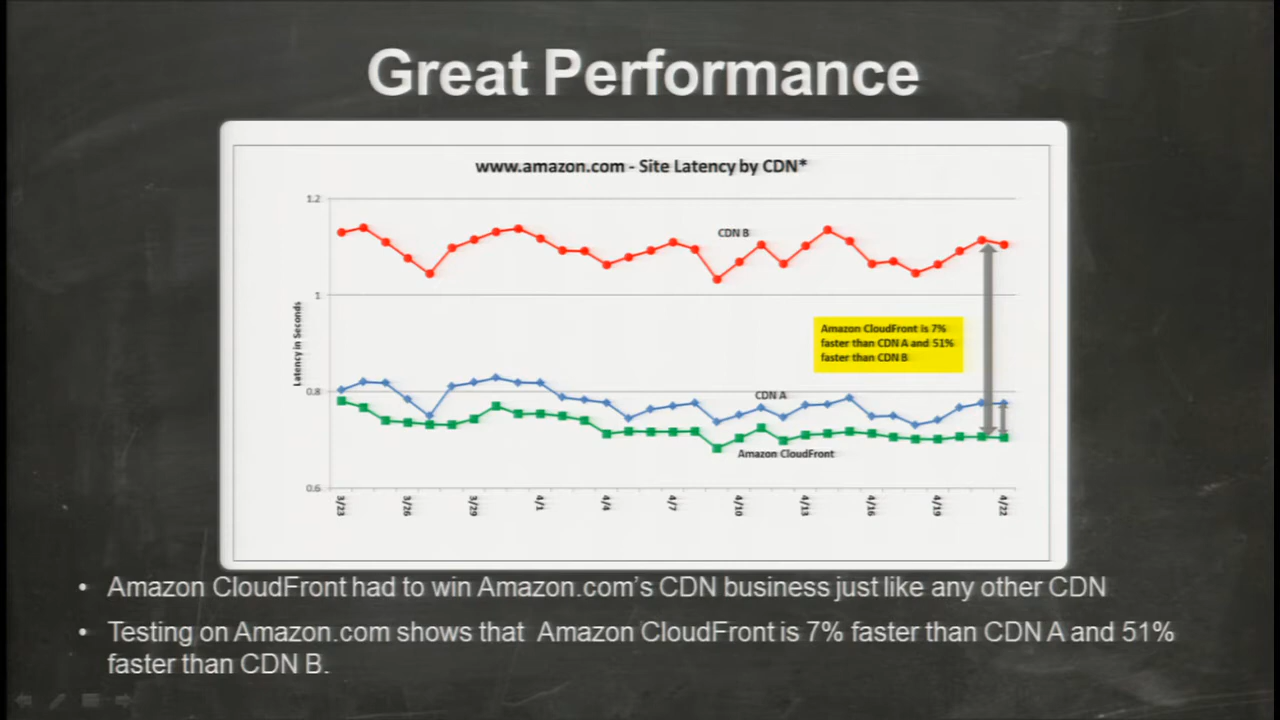 Great Performance
www.amazon.com - Site Latency by CDN*
1.2
CDN B
1
Latency in Seconds
Amazon CloudFront is 7%
faster than CDN A and 51%
faster than CDN B
0.8
CDN A
Amazon CloudFront
0.6
3/23
3/26
3/29
4/1
4/4
4/7
4/10
4/13
4/16
4/19
4/22
• Amazon CloudFront had to win Amazon.com’s CDN business just like any other CDN
• Testing on Amazon.com shows that Amazon CloudFront is 7% faster than CDN A and 51%
faster than CDN B.